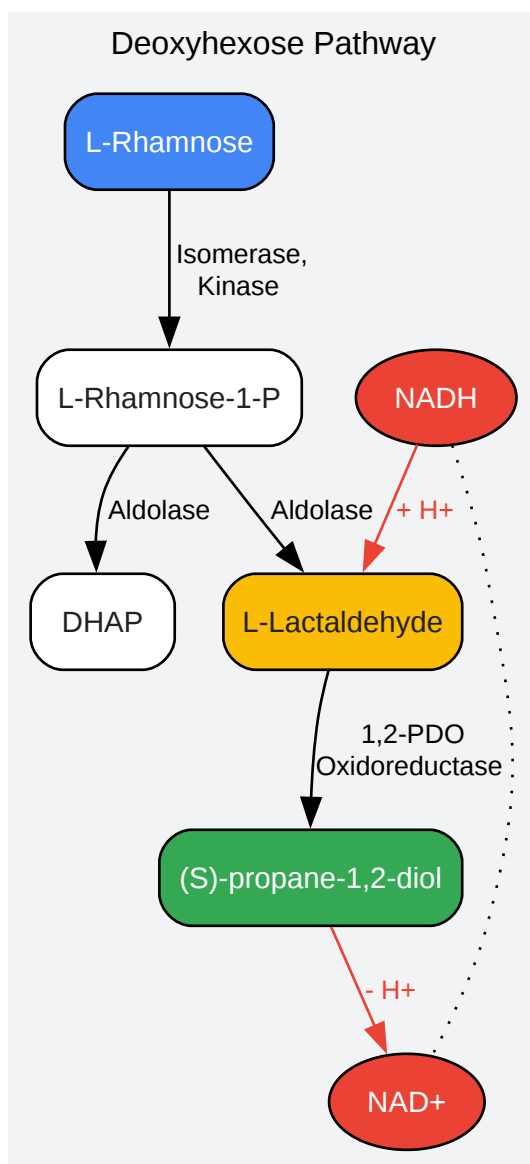 Deoxyhexose Pathway
L-Rhamnose
Isomerase,
Kinase
L-Rhamnose-1-P
NADH
Aldolase
Aldolase
+ H+
DHAP
L-Lactaldehyde
1,2-PDO
Oxidoreductase
(S)-propane-1,2-diol
- H+
NAD+